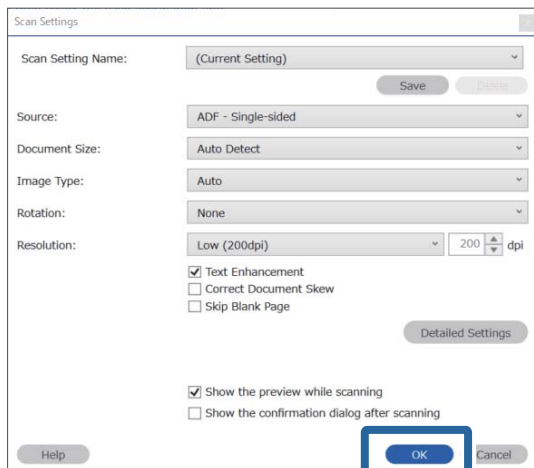 Scan Settings
Scan Setting Name: (Current Setting)
Save Delete
Source: ADF - Single-sided
Document Size: Auto Detect
Image Type: Auto
Rotation: None
Resolution: Low (200dpi) 200 dpi
Text Enhancement
Correct Document Skew
Skip Blank Page
Detailed Settings
Show the preview while scanning
Show the confirmation dialog after scanning
Help OK Cancel